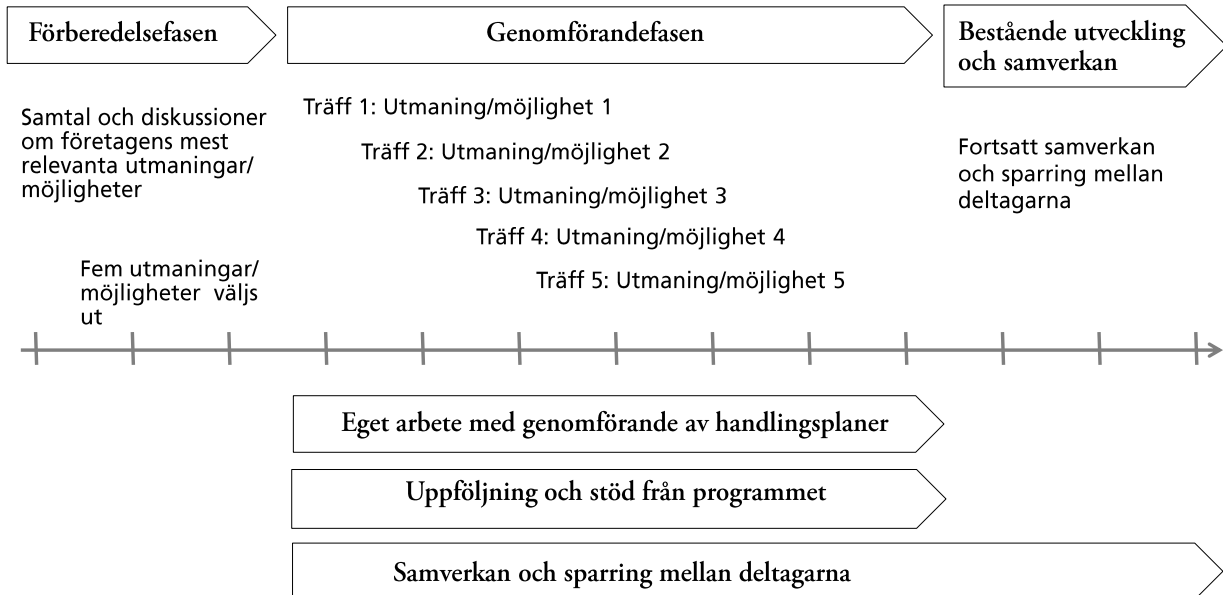 Förberedelsefasen
Genomförandefasen
Bestående utveckling
och samverkan
Samtal och diskussioner
om företagens mest
relevanta utmaningar/
möjligheter
Fem utmaningar/
möjligheter väljs
ut
Träff 1: Utmaning/möjlighet 1
Träff 2: Utmaning/möjlighet 2
Träff 3: Utmaning/möjlighet 3
Träff 4: Utmaning/möjlighet 4
Träff 5: Utmaning/möjlighet 5
Fortsatt samverkan
och sparring mellan
deltagarna
Eget arbete med genomförande av handlingsplaner
Uppföljning och stöd från programmet
Samverkan och sparring mellan deltagarna